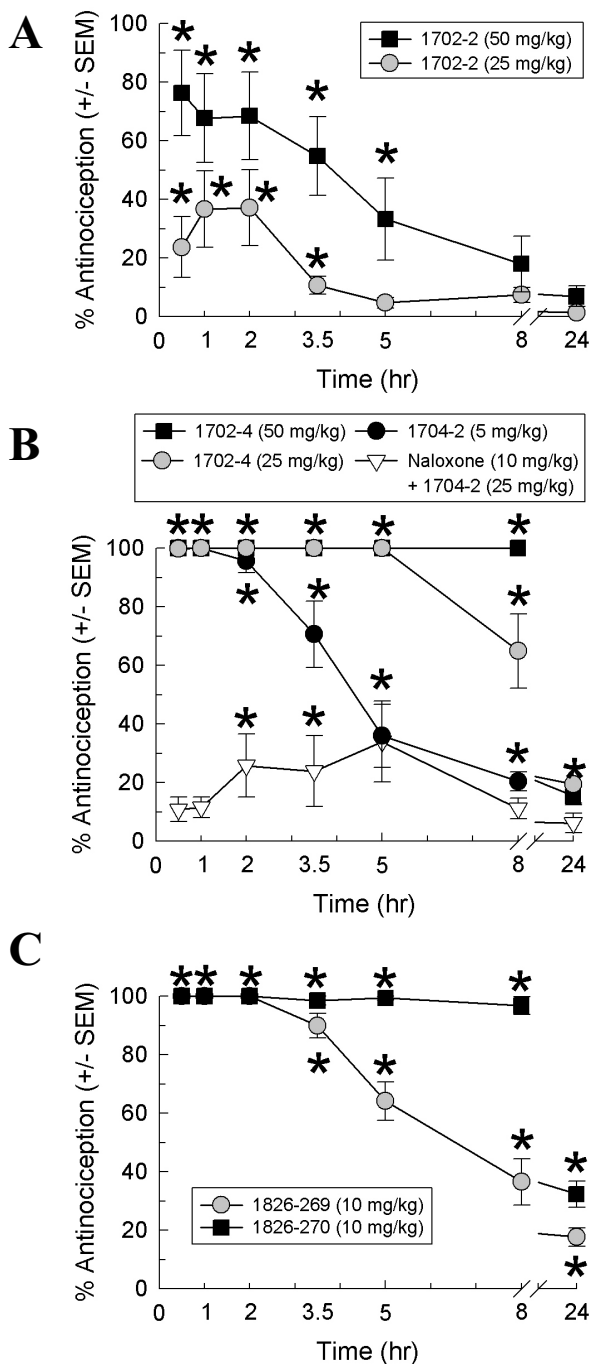 A
% Antinociception (+/- SEM)
100
80
60
40
20
0
1702-2 (50 mg/kg)
1702-2 (25 mg/kg)
0 1 2 3.5 5 8 24
Time (hr)
B
1702-4 (50 mg/kg)
1704-2 (5 mg/kg)
1702-4 (25 mg/kg)
Naloxone (10 mg/kg)
+ 1704-2 (25 mg/kg)
% Antinociception (+/- SEM)
100
80
60
40
20
0
0 1 2 3.5 5 8 24
Time (hr)
C
% Antinociception (+/- SEM)
100
80
60
40
20
0
1826-269 (10 mg/kg)
1826-270 (10 mg/kg)
0 1 2 3.5 5 8 24
Time (hr)